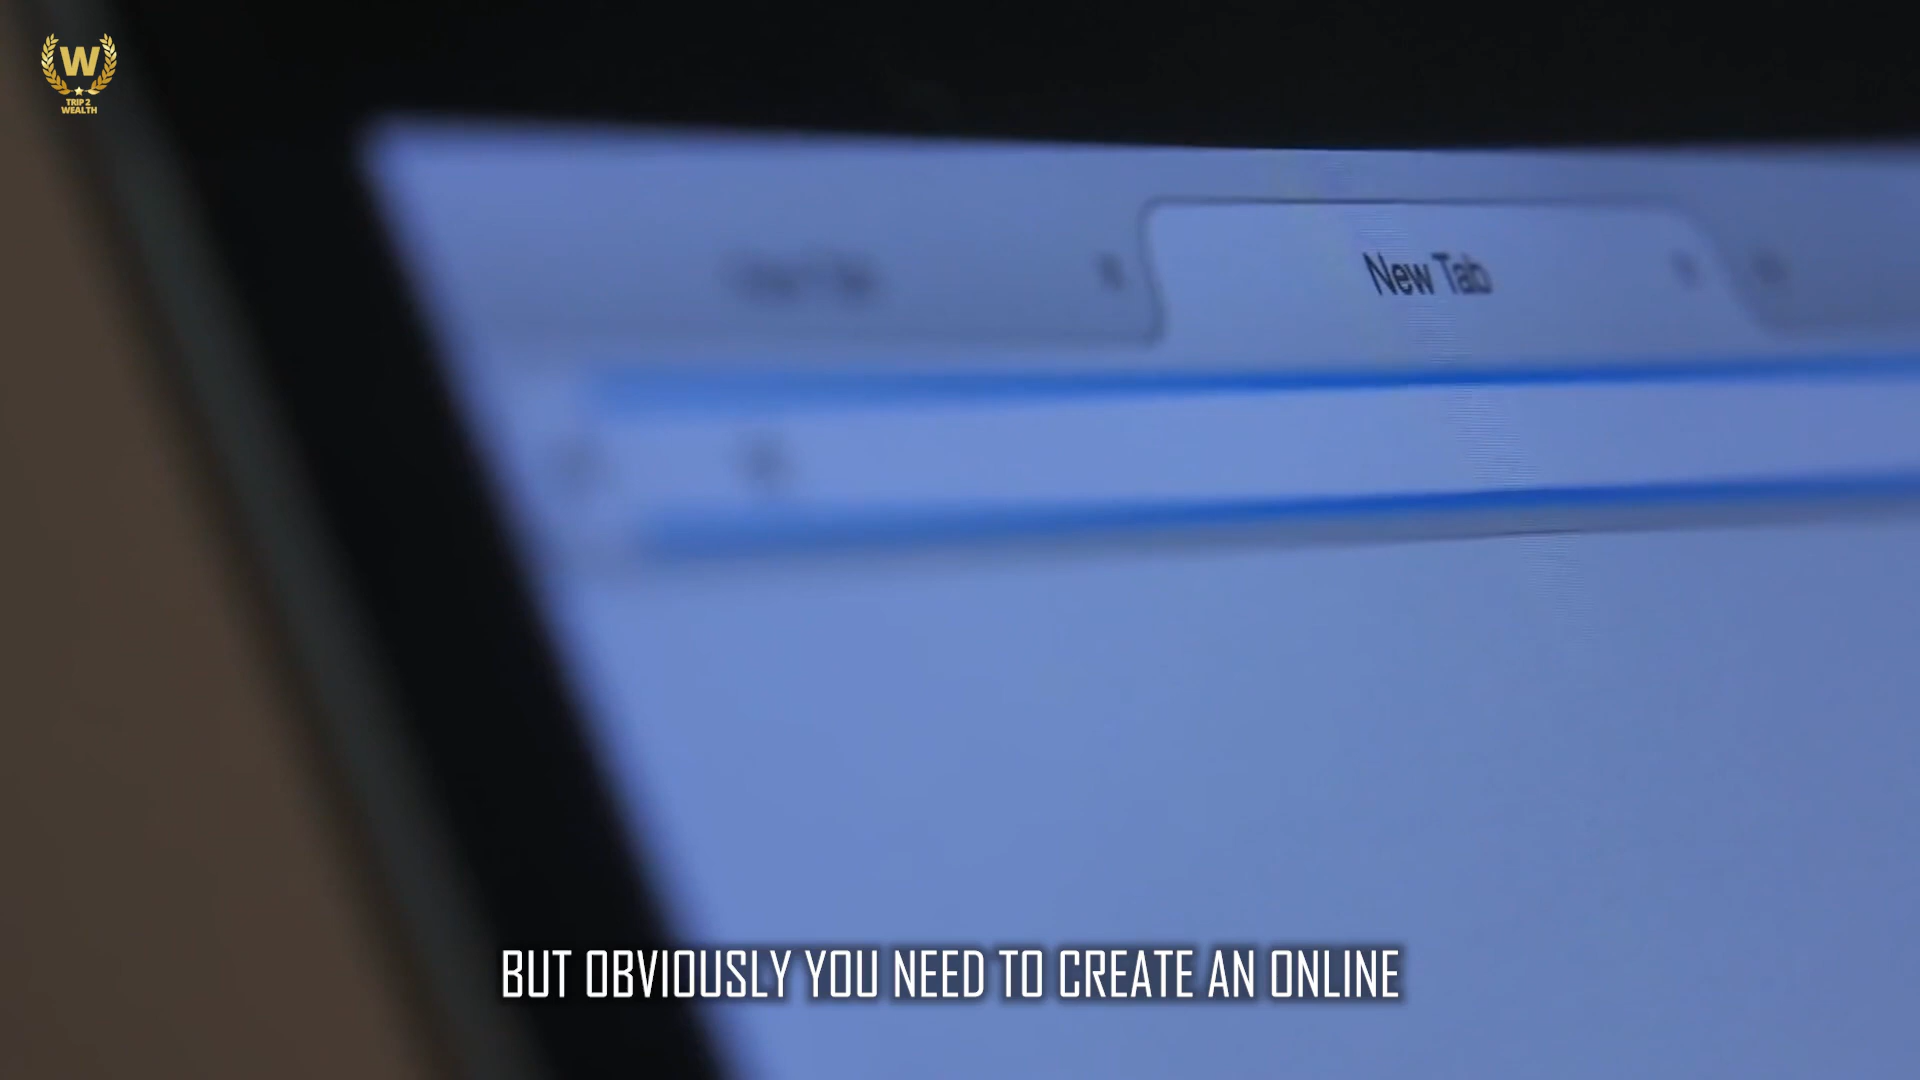 W
TRIP 2
WEALTH
New Tab
BUT OBVIOUSLY YOU NEED TO CREATE AN ONLINE